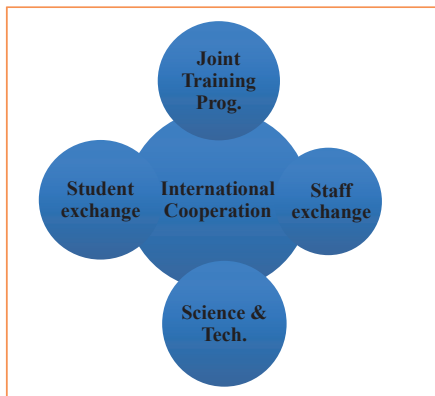 Joint
Training
Prog.
Student
exchange
International
Cooperation
Staff
exchange
Science &
Tech.